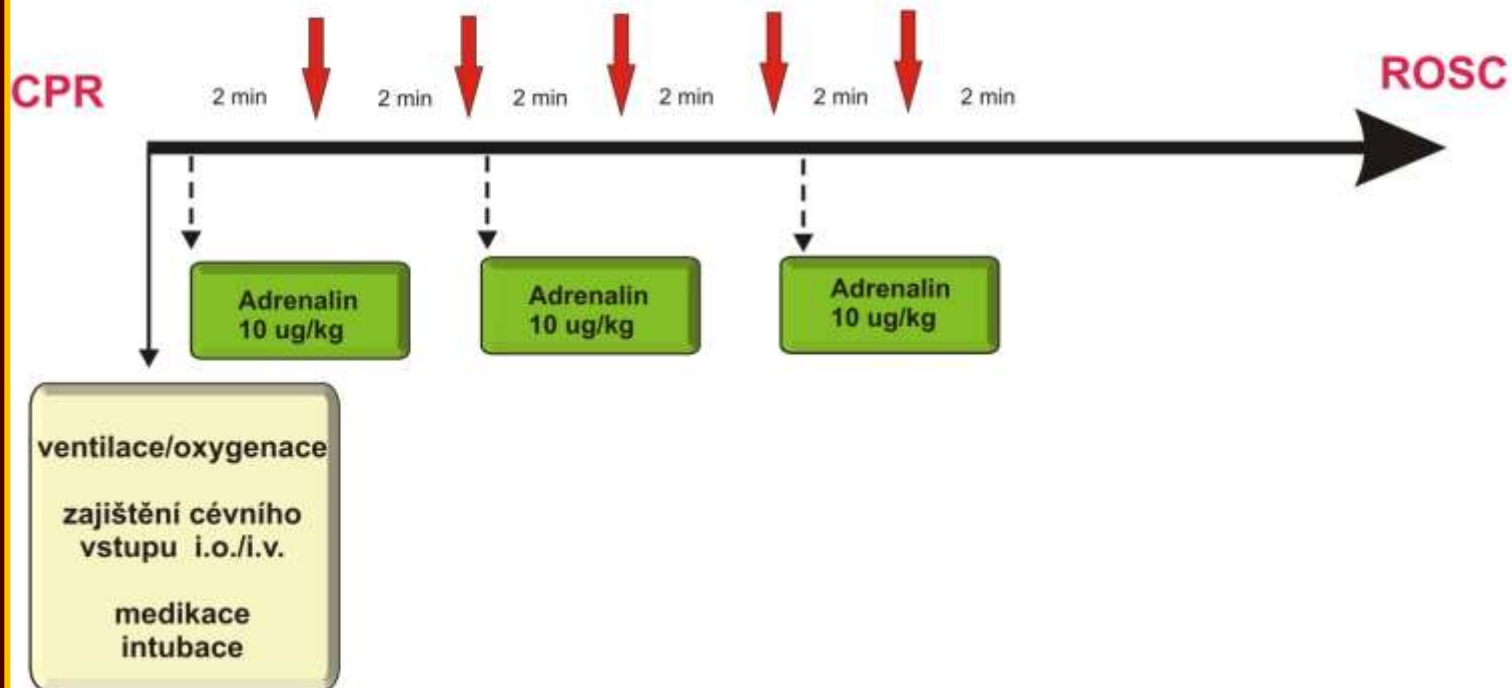 CPR
2 min
2 min
2 min
2 min
2 min
2 min
ROSC
Adrenalin
10 ug/kg
Adrenalin
10 ug/kg
Adrenalin
10 ug/kg
ventilace/oxygenace
zajištění cévního
vstupu i.o./i.v.
medikace
intubace